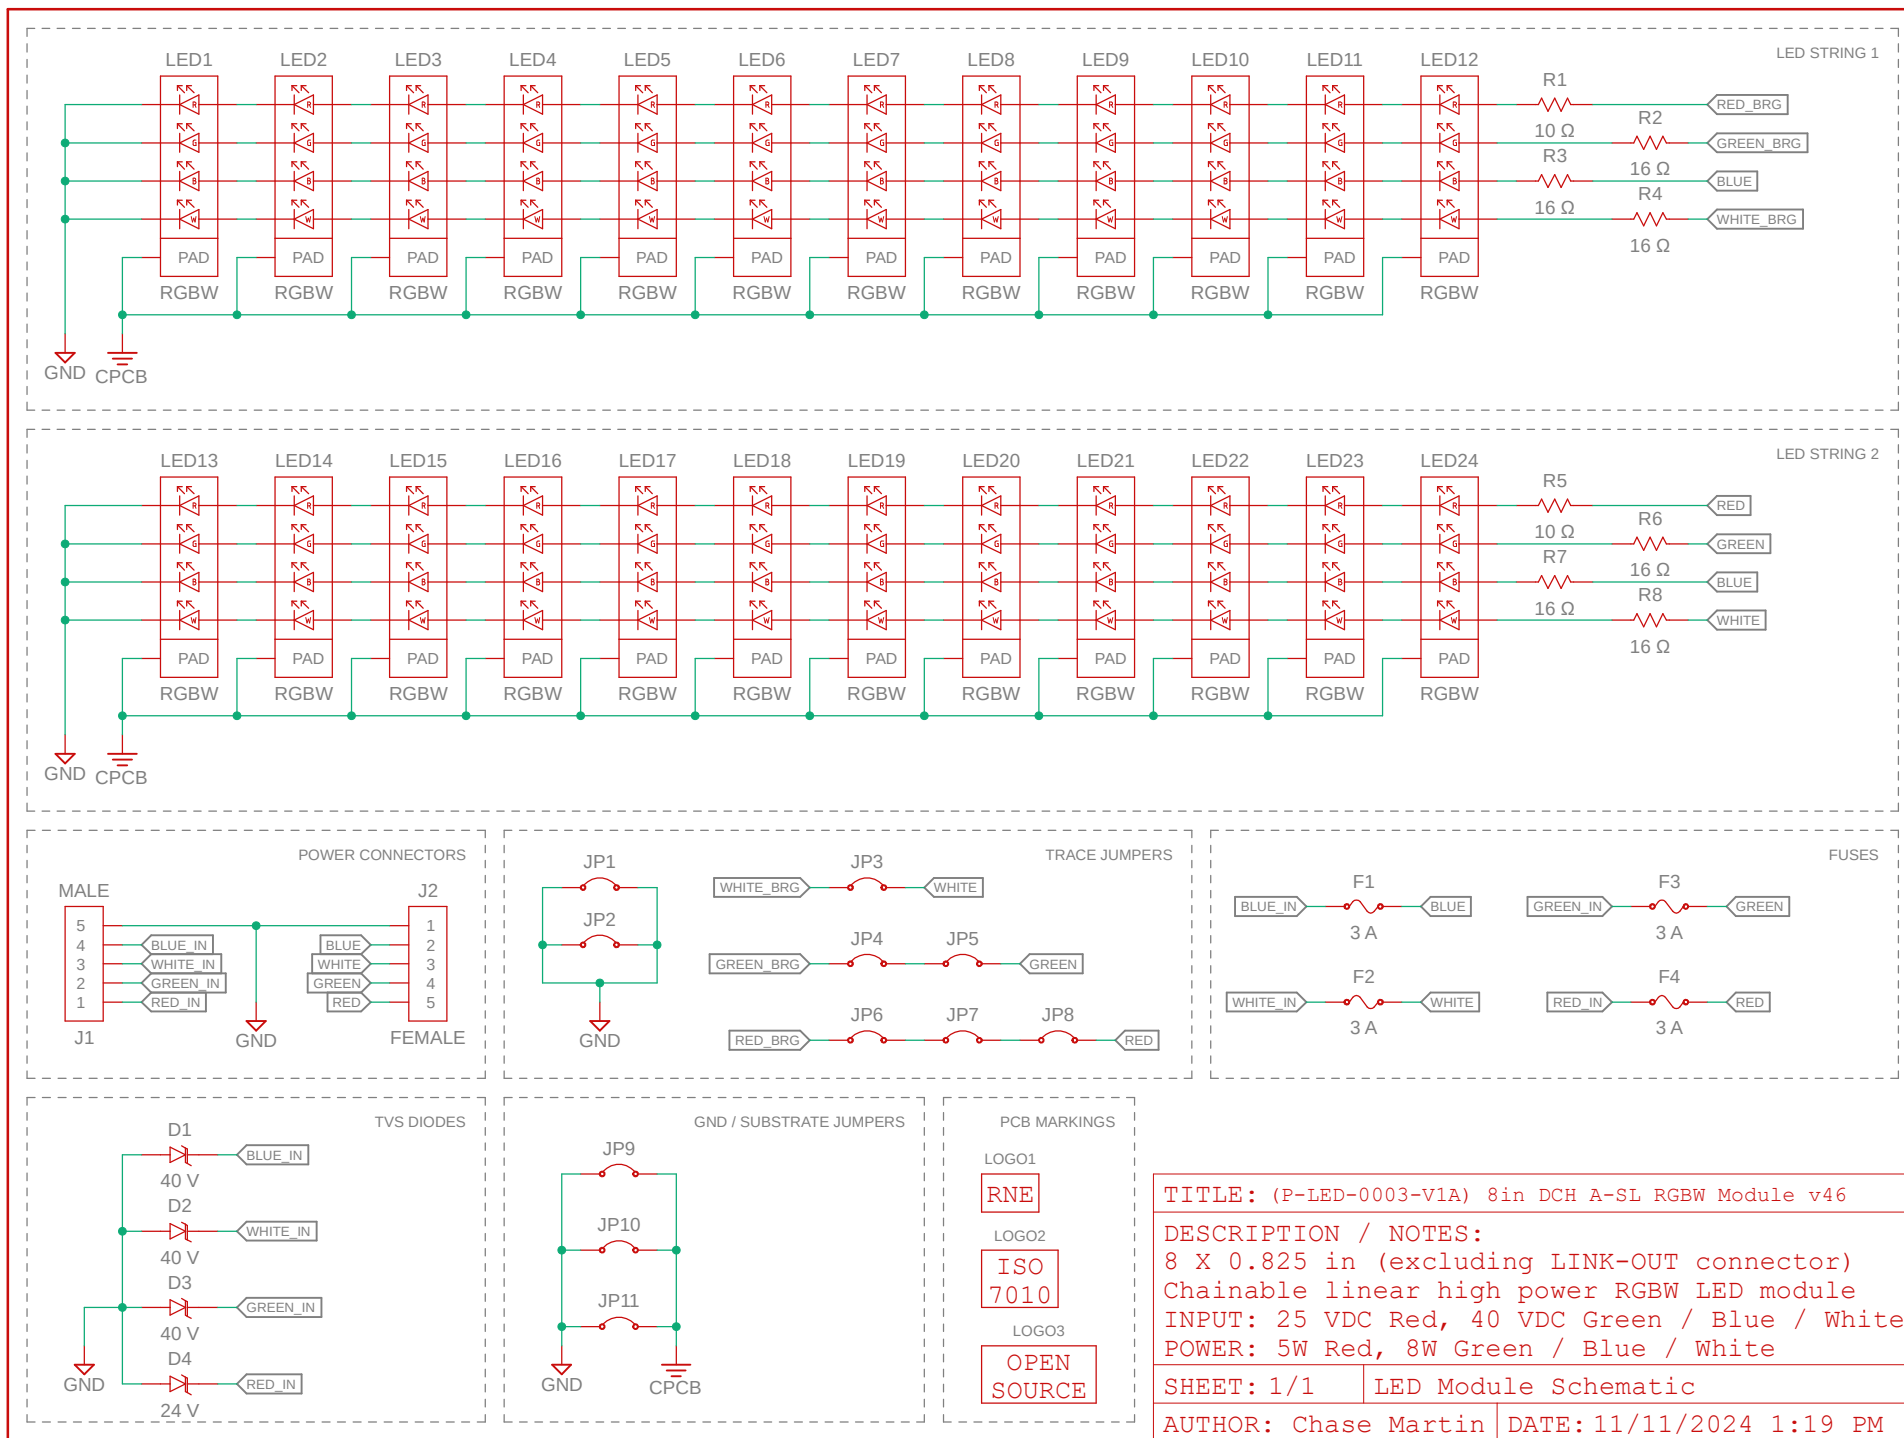 LED STRING 1
LED1 LED2 LED3 LED4 LED5 LED6 LED7 LED8 LED9 LED10 LED11 LED12
R1
R R R R R R R R R R R R
RED_BRG
10 Ω
R2
G G G G G G G G G G G G
GREEN_BRG
R3
16 Ω
B B B B B B B B B B B B
BLUE
16 Ω
R4
W W W W W W W W W W W W
WHITE_BRG
16 Ω
PAD PAD PAD PAD PAD PAD PAD PAD PAD PAD PAD PAD
RGBW RGBW RGBW RGBW RGBW RGBW RGBW RGBW RGBW RGBW RGBW RGBW
GND CPCB
LED STRING 2
LED13 LED14 LED15 LED16 LED17 LED18 LED19 LED20 LED21 LED22 LED23 LED24
R5
R R R R R R R R R R R R
RED
10 Ω
R6
G G G G G G G G G G G G
GREEN
R7
16 Ω
B B B B B B B B B B B B
BLUE
16 Ω
R8
W W W W W W W W W W W W
WHITE
16 Ω
PAD PAD PAD PAD PAD PAD PAD PAD PAD PAD PAD PAD
RGBW RGBW RGBW RGBW RGBW RGBW RGBW RGBW RGBW RGBW RGBW RGBW
GND CPCB
POWER CONNECTORS
MALE J2
5 1
4 BLUE_IN BLUE 2
3 WHITE_IN WHITE 3
2 GREEN_IN GREEN 4
1 RED_IN RED 5
J1 GND FEMALE
TRACE JUMPERS
JP1
JP2
GND
JP3
WHITE_BRG WHITE
JP4 JP5
GREEN_BRG GREEN
JP6 JP7 JP8
RED_BRG RED
FUSES
F1 F3
BLUE_IN BLUE GREEN_IN GREEN
3 A 3 A
F2 F4
WHITE_IN WHITE RED_IN RED
3 A 3 A
TVS DIODES
D1
BLUE_IN
40 V
D2
WHITE_IN
40 V
D3
GREEN_IN
40 V
D4
GND RED_IN
24 V
GND / SUBSTRATE JUMPERS
JP9
JP10
JP11
GND CPCB
PCB MARKINGS
LOGO1
RNE
LOGO2
ISO
7010
LOGO3
OPEN
SOURCE
TITLE: (P-LED-0003-V1A) 8in DCH A-SL RGBW Module v46
DESCRIPTION / NOTES:
8 X 0.825 in (excluding LINK-OUT connector)
Chainable linear high power RGBW LED module
INPUT: 25 VDC Red, 40 VDC Green / Blue / White
POWER: 5W Red, 8W Green / Blue / White
SHEET: 1/1 LED Module Schematic
AUTHOR: Chase Martin DATE: 11/11/2024 1:19 PM